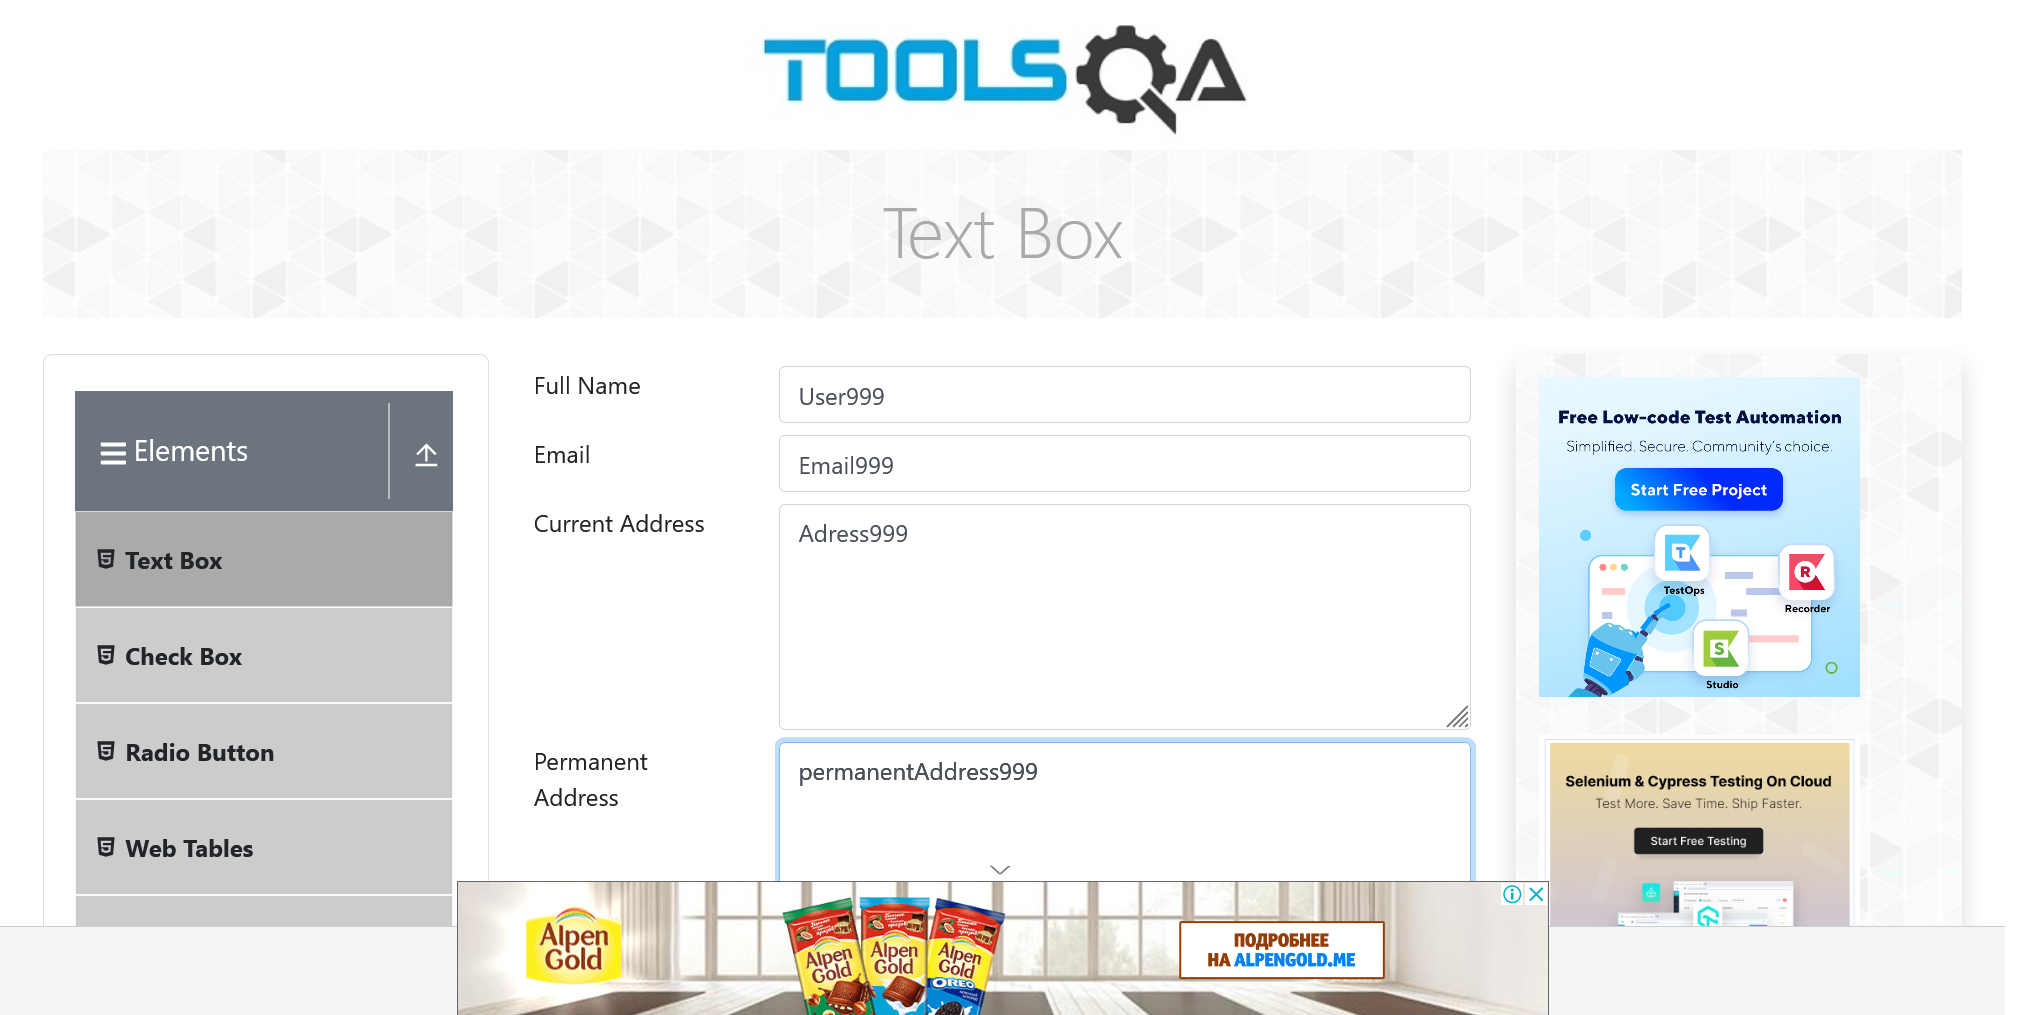 TOOLSQA
Text Box
Elements
Text Box
Check Box
Radio Button
Web Tables
Full Name
User999
Email
Email999
Current Address
Adress999
Permanent
Address
permanentAddress999
Free Low-code Test Automation
Simplified. Secure. Community's choice.
Start Free Project
T
TestOps
R
Recorder
S
Studio
Selenium & Cypress Testing On Cloud
Test More. Save Time. Ship Faster.
Start Free Testing
Alpen
Gold
Alpen
Gold
Alpen
Gold
Alpen
Gold
OREO
ПОДРОБНЕЕ
НА ALPENGOLD.ME